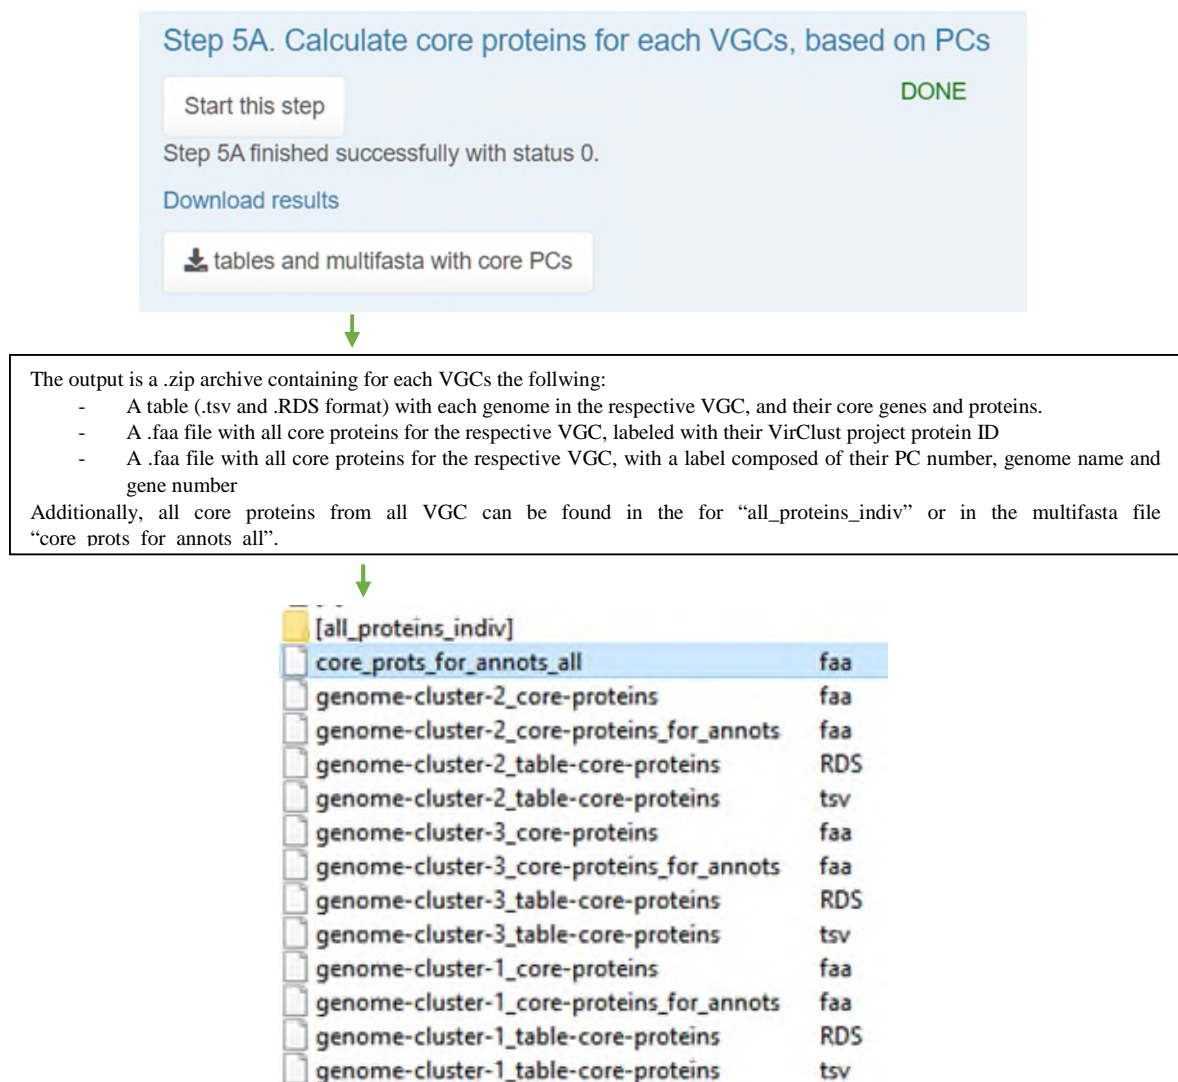 Step 5A. Calculate core proteins for each VGCs, based on PCs
Start this step
DONE
Step 5A finished successfully with status 0.
Download results
tables and multifasta with core PCs
The output is a .zip archive containing for each VGCs the follwing:
- A table (.tsv and .RDS format) with each genome in the respective VGC, and their core genes and proteins.
- A .faa file with all core proteins for the respective VGC, labeled with their VirClust project protein ID
- A .faa file with all core proteins for the respective VGC, with a label composed of their PC number, genome name and
gene number
Additionally, all core proteins from all VGC can be found in the for “all_proteins_indiv” or in the multifasta file
“core_prots_for_annots_all”.
[all_proteins_indiv]
core_prots_for_annots_all faa
genome-cluster-2_core-proteins faa
genome-cluster-2_core-proteins_for_annots faa
genome-cluster-2_table-core-proteins RDS
genome-cluster-2_table-core-proteins tsv
genome-cluster-3_core-proteins faa
genome-cluster-3_core-proteins_for_annots faa
genome-cluster-3_table-core-proteins RDS
genome-cluster-3_table-core-proteins tsv
genome-cluster-1_core-proteins faa
genome-cluster-1_core-proteins_for_annots faa
genome-cluster-1_table-core-proteins RDS
genome-cluster-1_table-core-proteins tsv